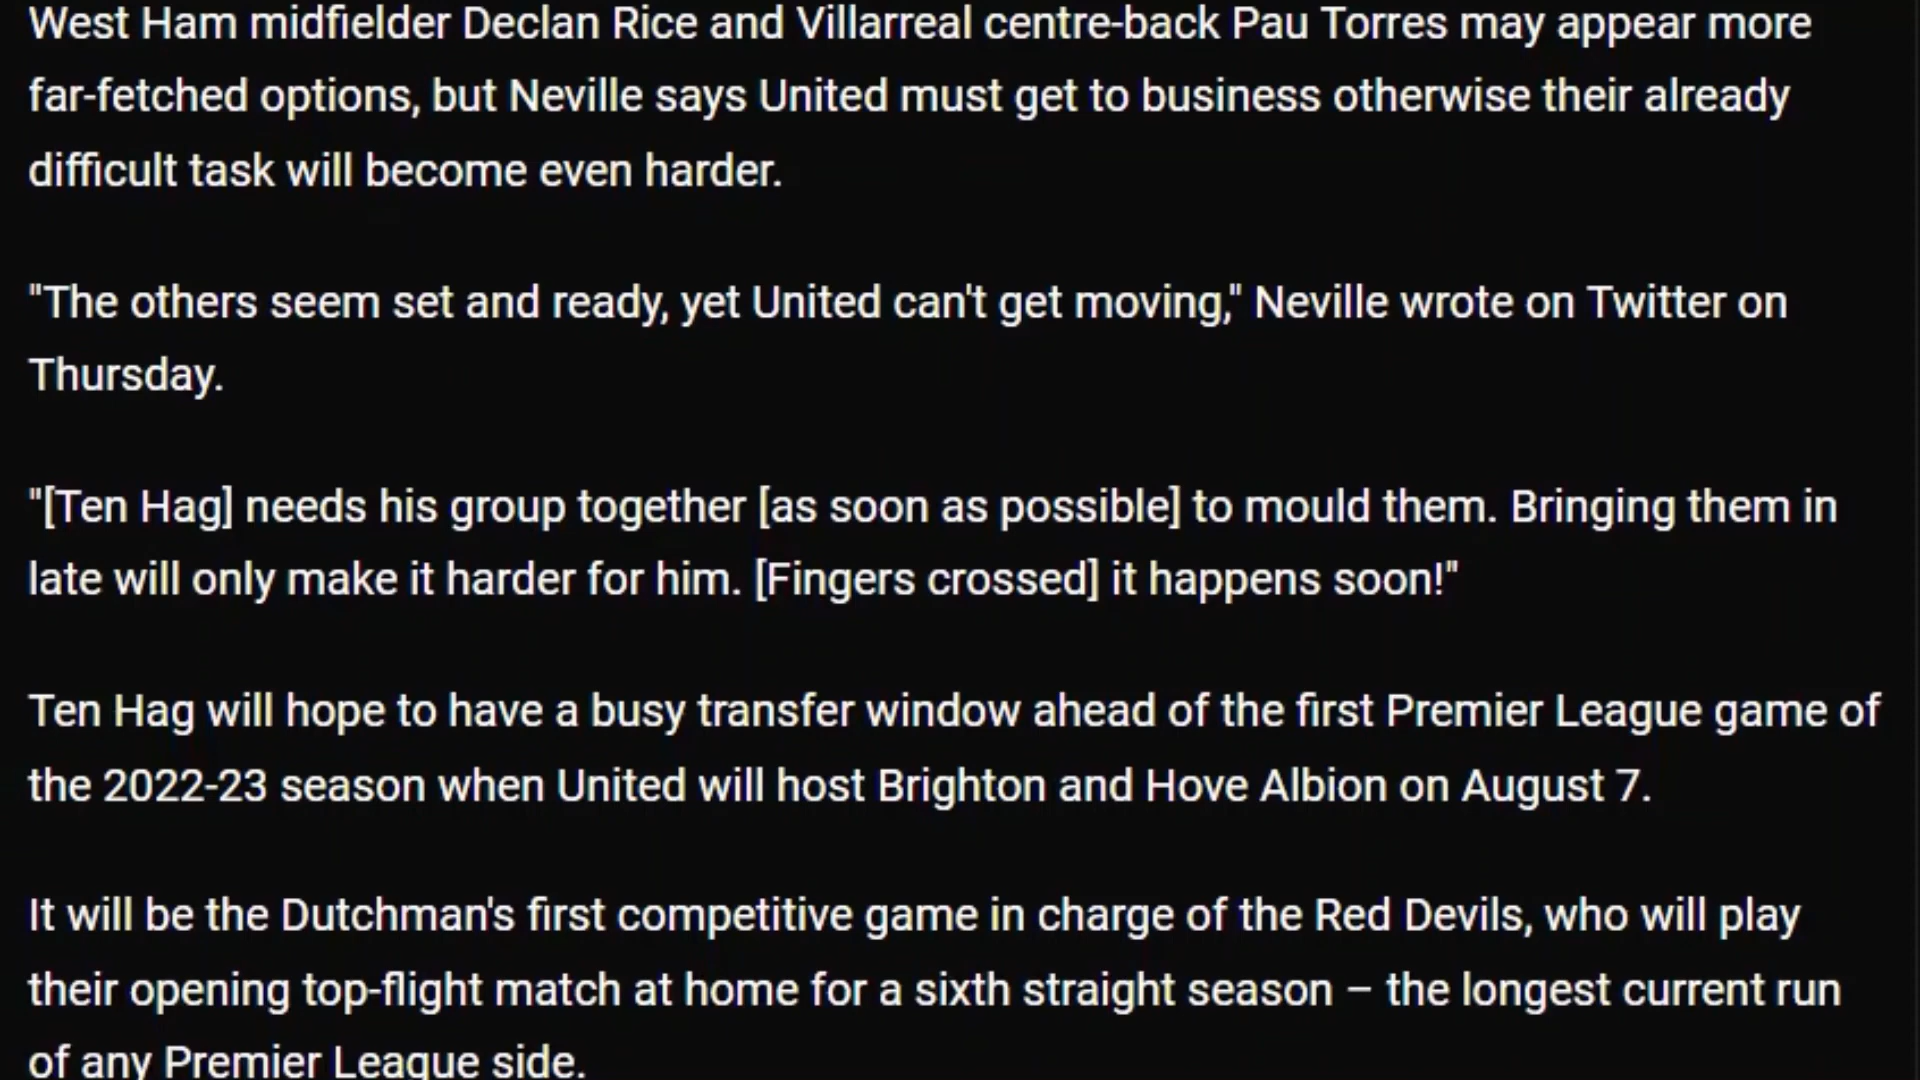 West Ham midfielder Declan Rice and Villarreal centre-back Pau Torres may appear more
far-fetched options, but Neville says United must get to business otherwise their already
difficult task will become even harder.
"The others seem set and ready, yet United can't get moving," Neville wrote on Twitter on
Thursday.
"[Ten Hag] needs his group together [as soon as possible] to mould them. Bringing them in
late will only make it harder for him. [Fingers crossed] it happens soon!"
Ten Hag will hope to have a busy transfer window ahead of the first Premier League game of
the 2022-23 season when United will host Brighton and Hove Albion on August 7.
It will be the Dutchman's first competitive game in charge of the Red Devils, who will play
their opening top-flight match at home for a sixth straight season – the longest current run
of any Premier League side.